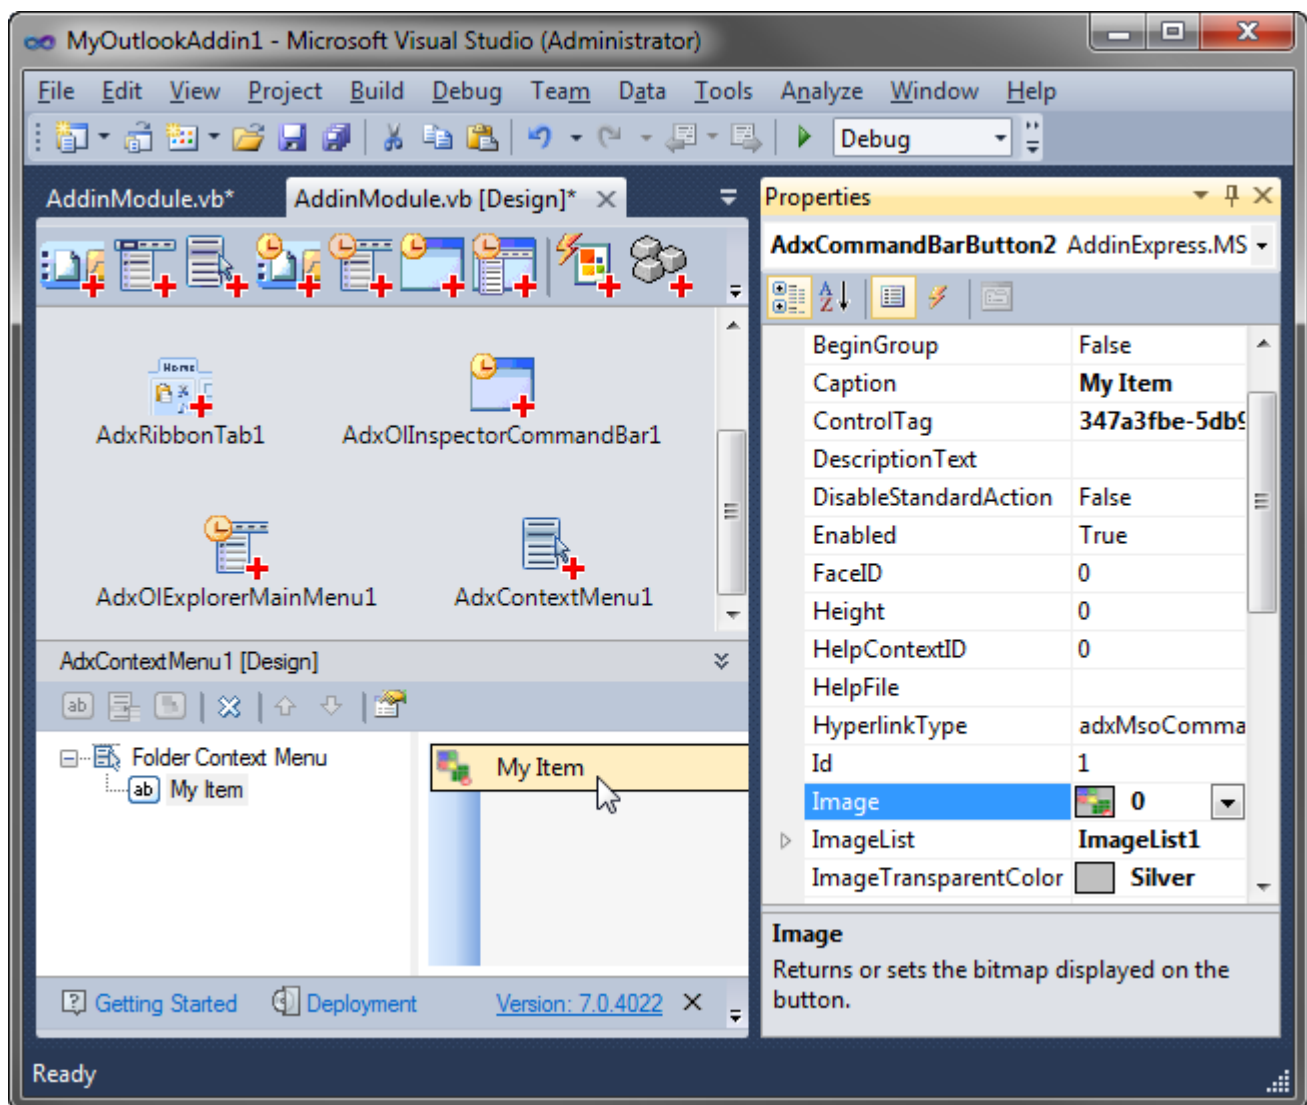 MyOutlookAddin1 - Microsoft Visual Studio (Administrator)
File Edit View Project Build Debug Team Data Tools Analyze Window Help
Debug
AddinModule.vb* AddinModule.vb [Design]*
Home
AdxRibbonTab1 AdxOlInspectorCommandBar1
AdxOlExplorerMainMenu1 AdxContextMenu1
AdxContextMenu1 [Design]
ab
Folder Context Menu
ab My Item
My Item
Getting Started Deployment Version: 7.0.4022
Properties
AdxCommandBarButton2 AddinExpress.MS
A Z
BeginGroup False
Caption My Item
ControlTag 347a3fbe-5db9
DescriptionText
DisableStandardAction False
Enabled True
FaceID 0
Height 0
HelpContextID 0
HelpFile
HyperlinkType adxMsoComma
Id 1
Image 0
ImageList ImageList1
ImageTransparentColor Silver
Image
Returns or sets the bitmap displayed on the
button.
Ready